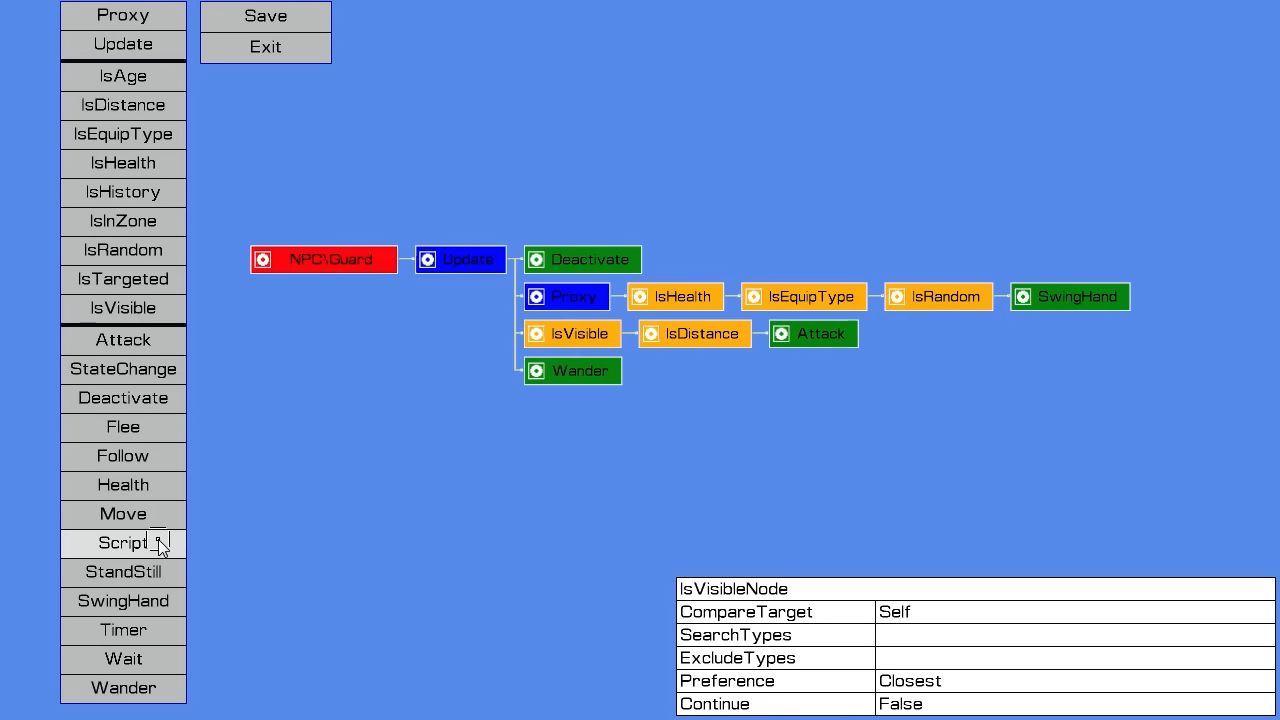 Proxy
Update
IsAge
IsDistance
IsEquipType
IsHealth
IsHistory
IsInZone
IsRandom
IsTargeted
IsVisible
Attack
StateChange
Deactivate
Flee
Follow
Health
Move
Script
StandStill
SwingHand
Timer
Wait
Wander
Save
Exit
NPC\Guard Update Deactivate
Proxy IsHealth IsEquipType IsRandom SwingHand
IsVisible IsDistance Attack
Wander
IsVisibleNode
CompareTarget Self
SearchTypes
ExcludeTypes
Preference Closest
Continue False